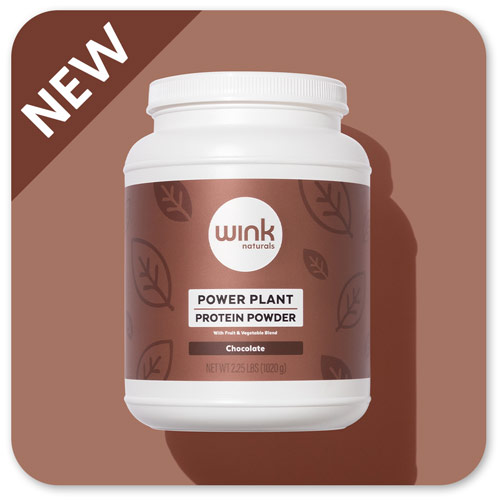 NEW
wink
naturals
POWER PLANT
PROTEIN POWDER
With Fruit & Vegetable Blend
Chocolate
NET WT 2.25 LBS (1020 g)